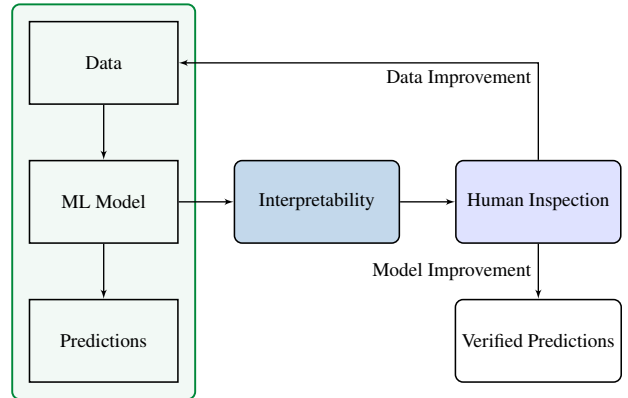 Data
Data Improvement
ML Model
Interpretability
Human Inspection
Model Improvement
Predictions
Verified Predictions